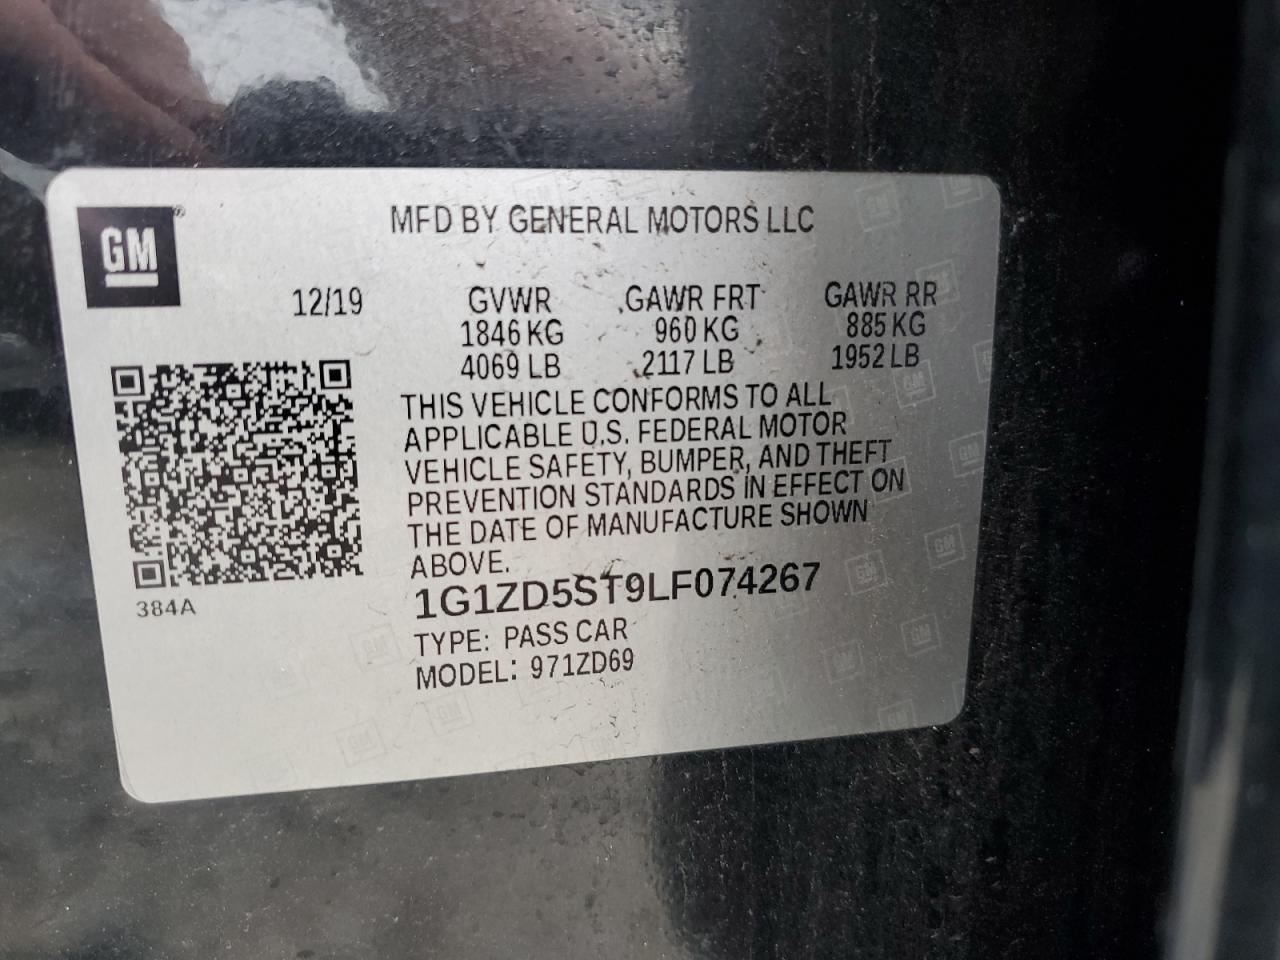 GM
MFD BY GENERAL MOTORS LLC
12/19 GVWR GAWR FRT GAWR RR
1846 KG 960 KG 885 KG
4069 LB 2117 LB 1952 LB
THIS VEHICLE CONFORMS TO ALL
APPLICABLE U.S. FEDERAL MOTOR
VEHICLE SAFETY, BUMPER, AND THEFT
PREVENTION STANDARDS IN EFFECT ON
THE DATE OF MANUFACTURE SHOWN
ABOVE.
384A
1G1ZD5ST9LF074267
TYPE: PASS CAR
MODEL: 971ZD69